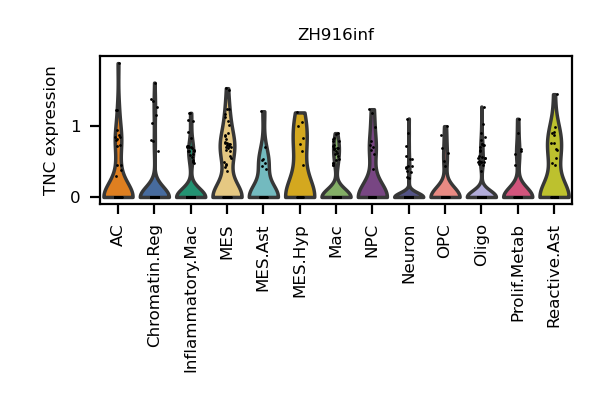 ZH916inf
TNC expression
1
0
AC
Chromatin.Reg
Inflammatory.Mac
MES
MES.Ast
MES.Hyp
Mac
NPC
Neuron
OPC
Oligo
Prolif.Metab
Reactive.Ast